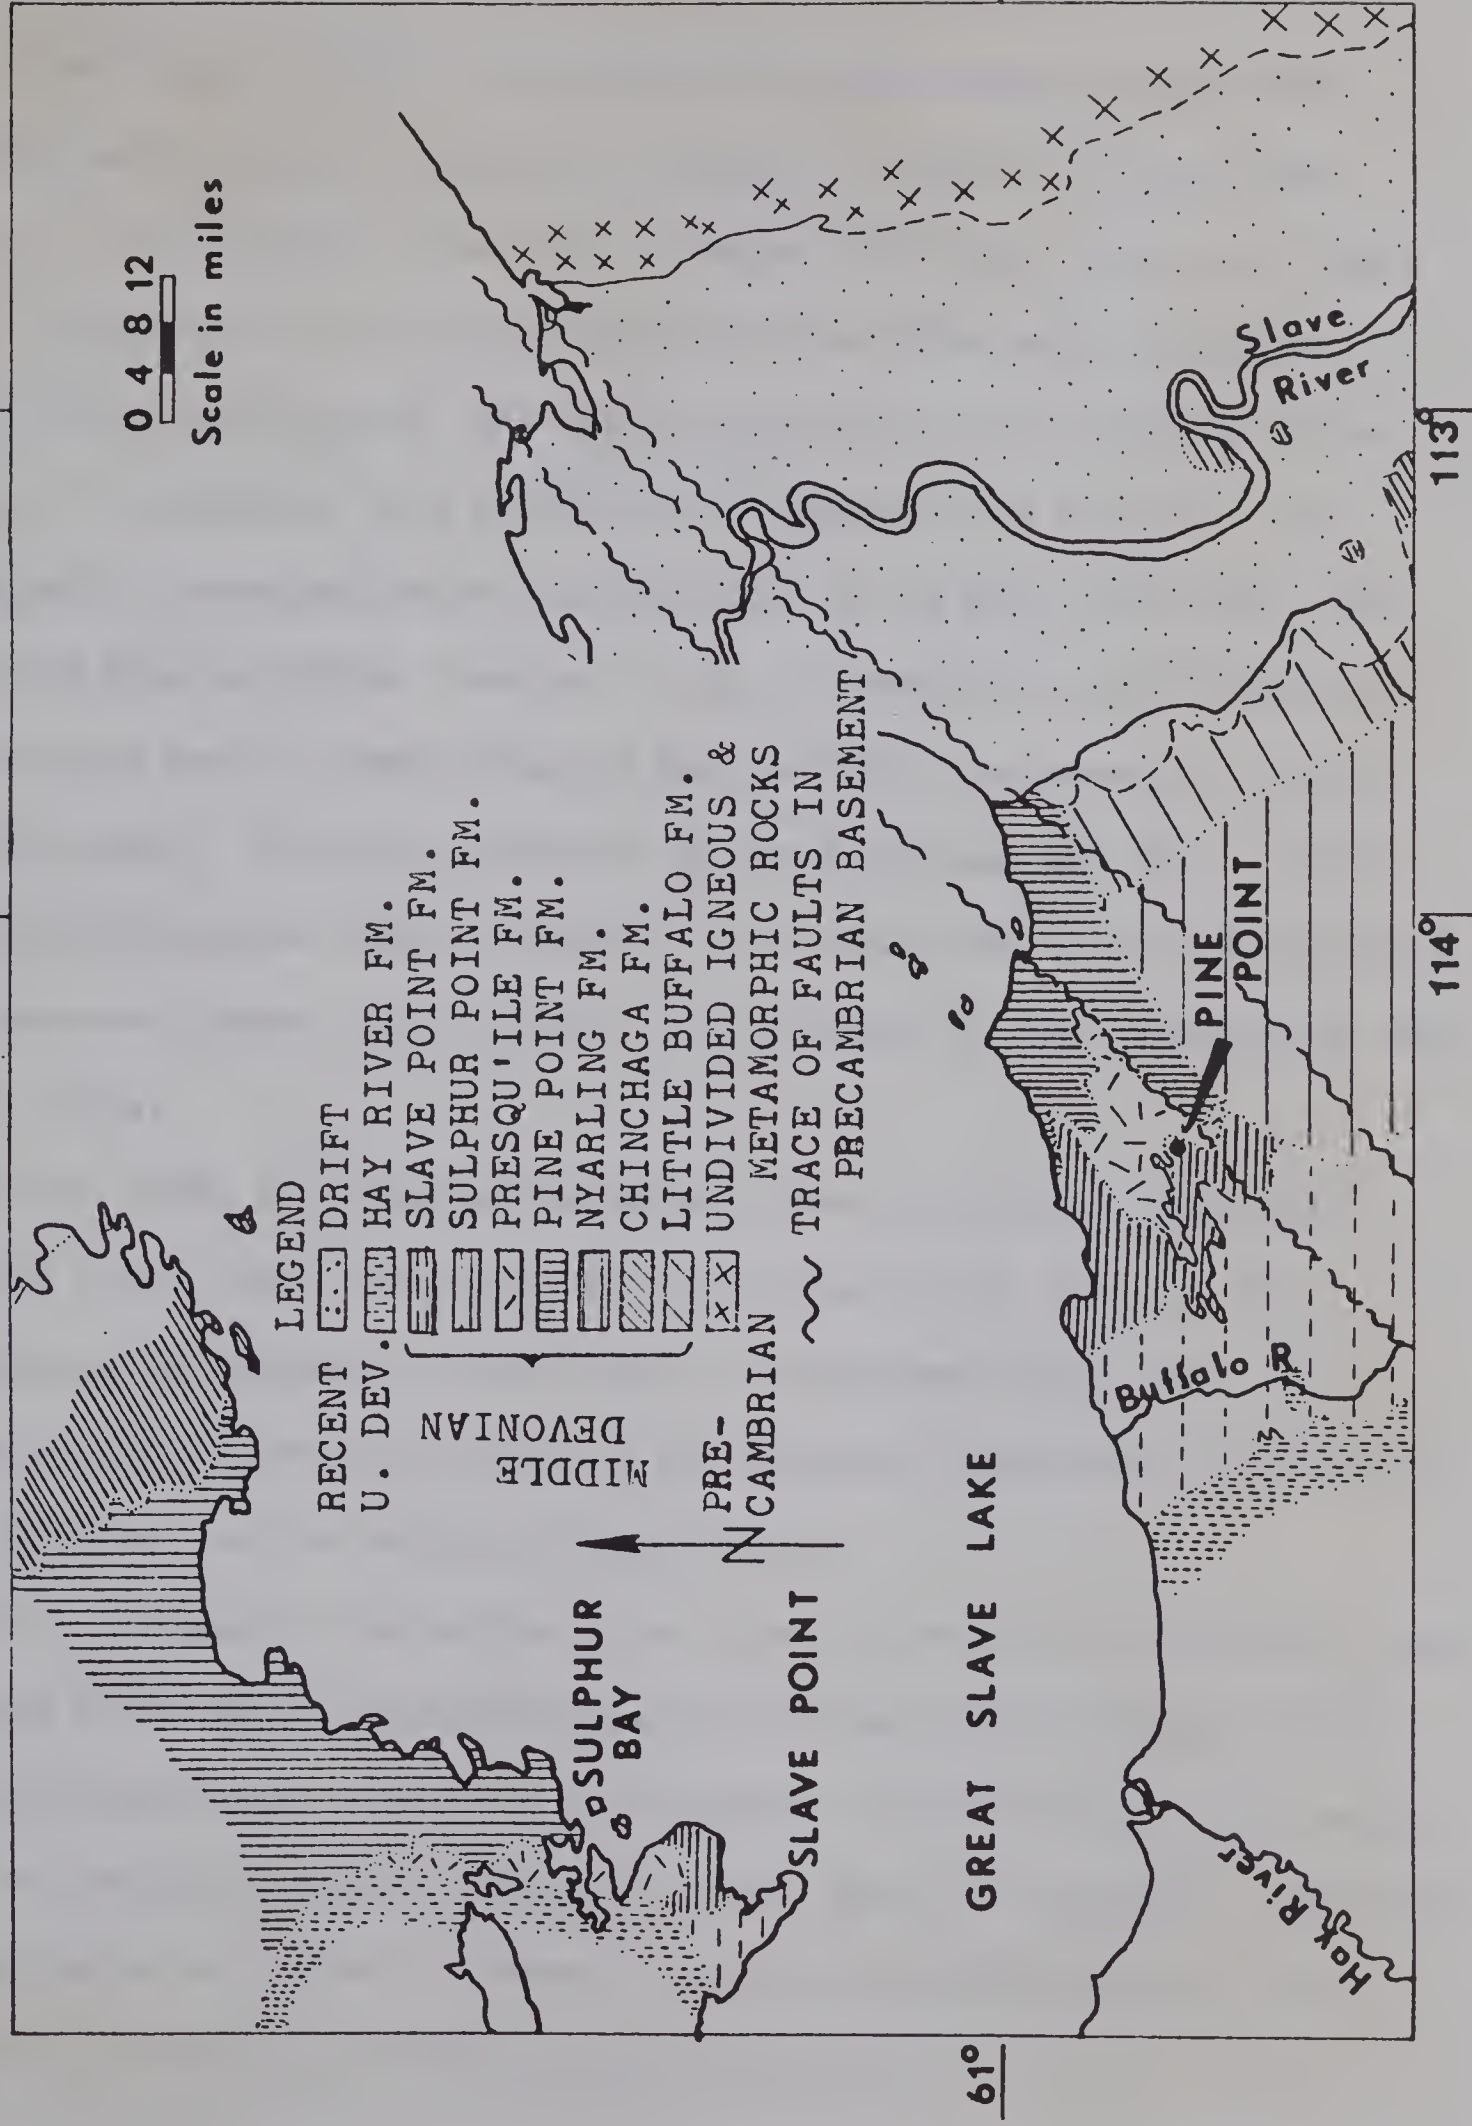 0 4 8 12
Scale in miles
LEGEND
RECENT DRIFT
U. DEV. HAY RIVER FM.
MIDDLE
DEVONIAN
SLAVE POINT FM.
SULPHUR POINT FM.
PRESQU'ILE FM.
PINE POINT FM.
NYARLING FM.
CHINCHAGA FM.
LITTLE BUFFALO FM.
PRE-
CAMBRIAN
UNDIVIDED IGNEOUS &
METAMORPHIC ROCKS
TRACE OF FAULTS IN
PRECAMBRIAN BASEMENT
N
SULPHUR
BAY
SLAVE POINT
GREAT SLAVE LAKE
Slave
River
Buffalo R
PINE
POINT
Hak River
61°
114°
113°